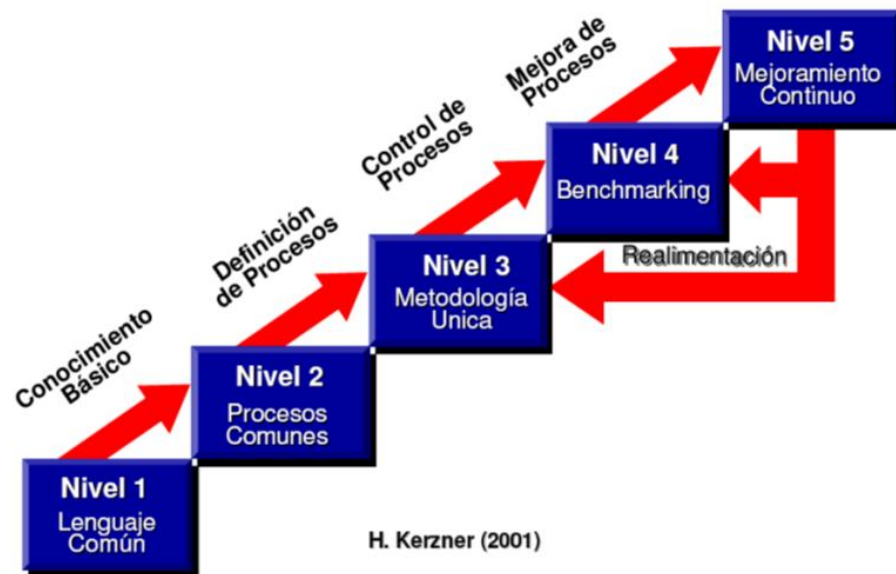 Nivel 5
Mejoramiento
Continuo
Mejora de
Procesos
Nivel 4
Benchmarking
Control de
Procesos
Realimentación
Nivel 3
Metodología
Unica
Definición
de Procesos
Nivel 2
Procesos
Comunes
Conocimiento
Básico
Nivel 1
Lenguaje
Común
H. Kerzner (2001)